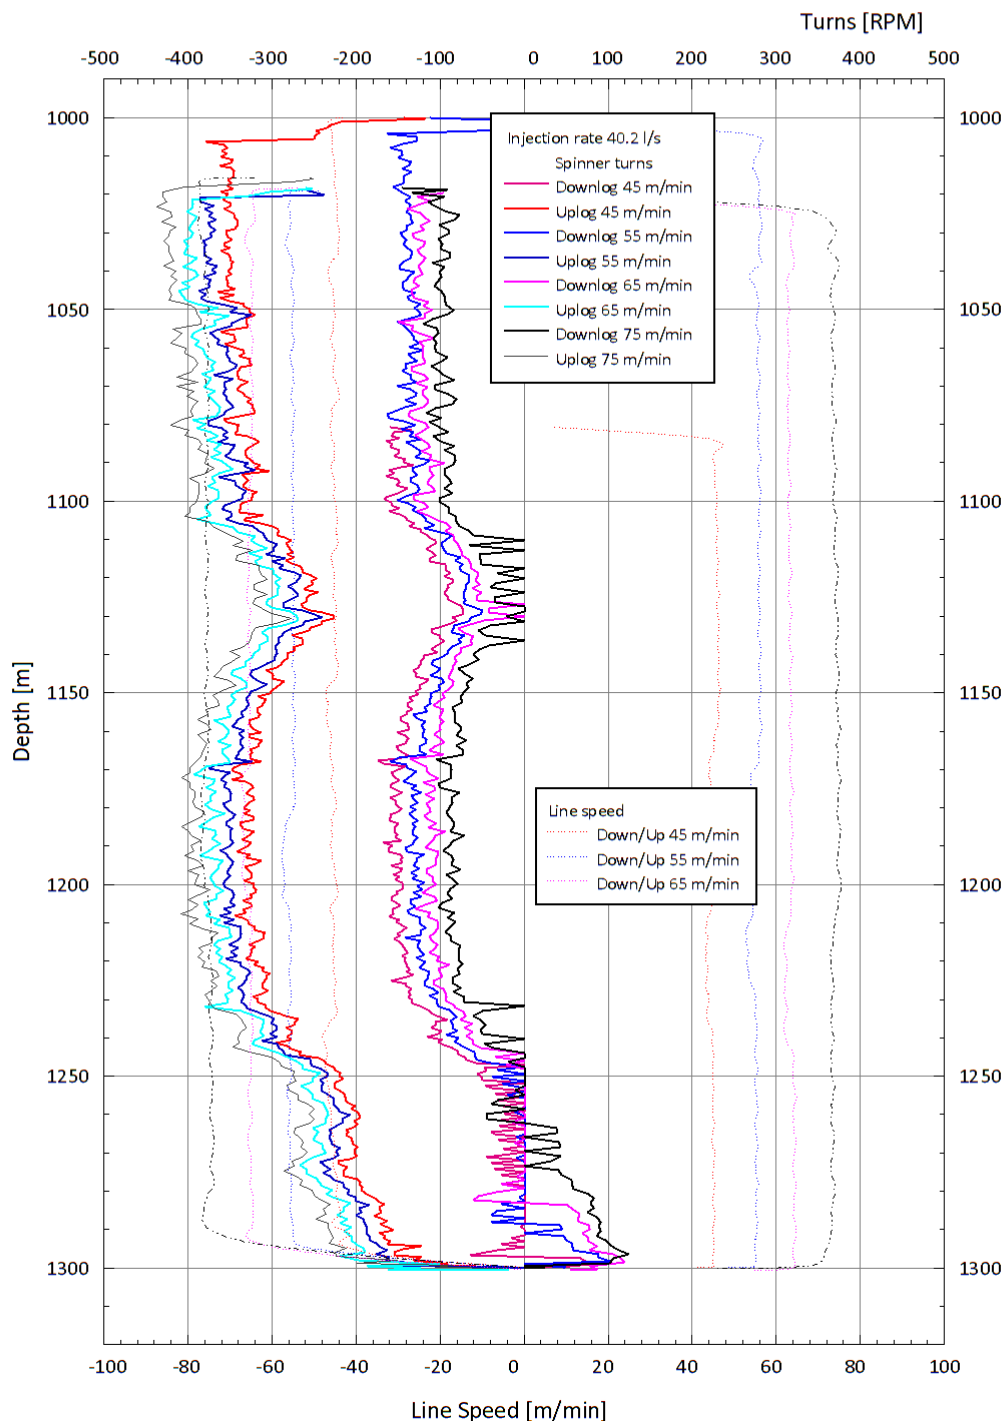 Turns [RPM]
-500 -400 -300 -200 -100 0 100 200 300 400 500
1000 1000
Injection rate 40.2 l/s
Spinner turns
Downlog 45 m/min
Uplog 45 m/min
Downlog 55 m/min
Uplog 55 m/min
Downlog 65 m/min
Uplog 65 m/min
Downlog 75 m/min
Uplog 75 m/min
1050 1050
1100 1100
Depth [m]
1150 1150
Line speed
Down/Up 45 m/min
Down/Up 55 m/min
Down/Up 65 m/min
1200 1200
1250 1250
1300 1300
-100 -80 -60 -40 -20 0 20 40 60 80 100
Line Speed [m/min]